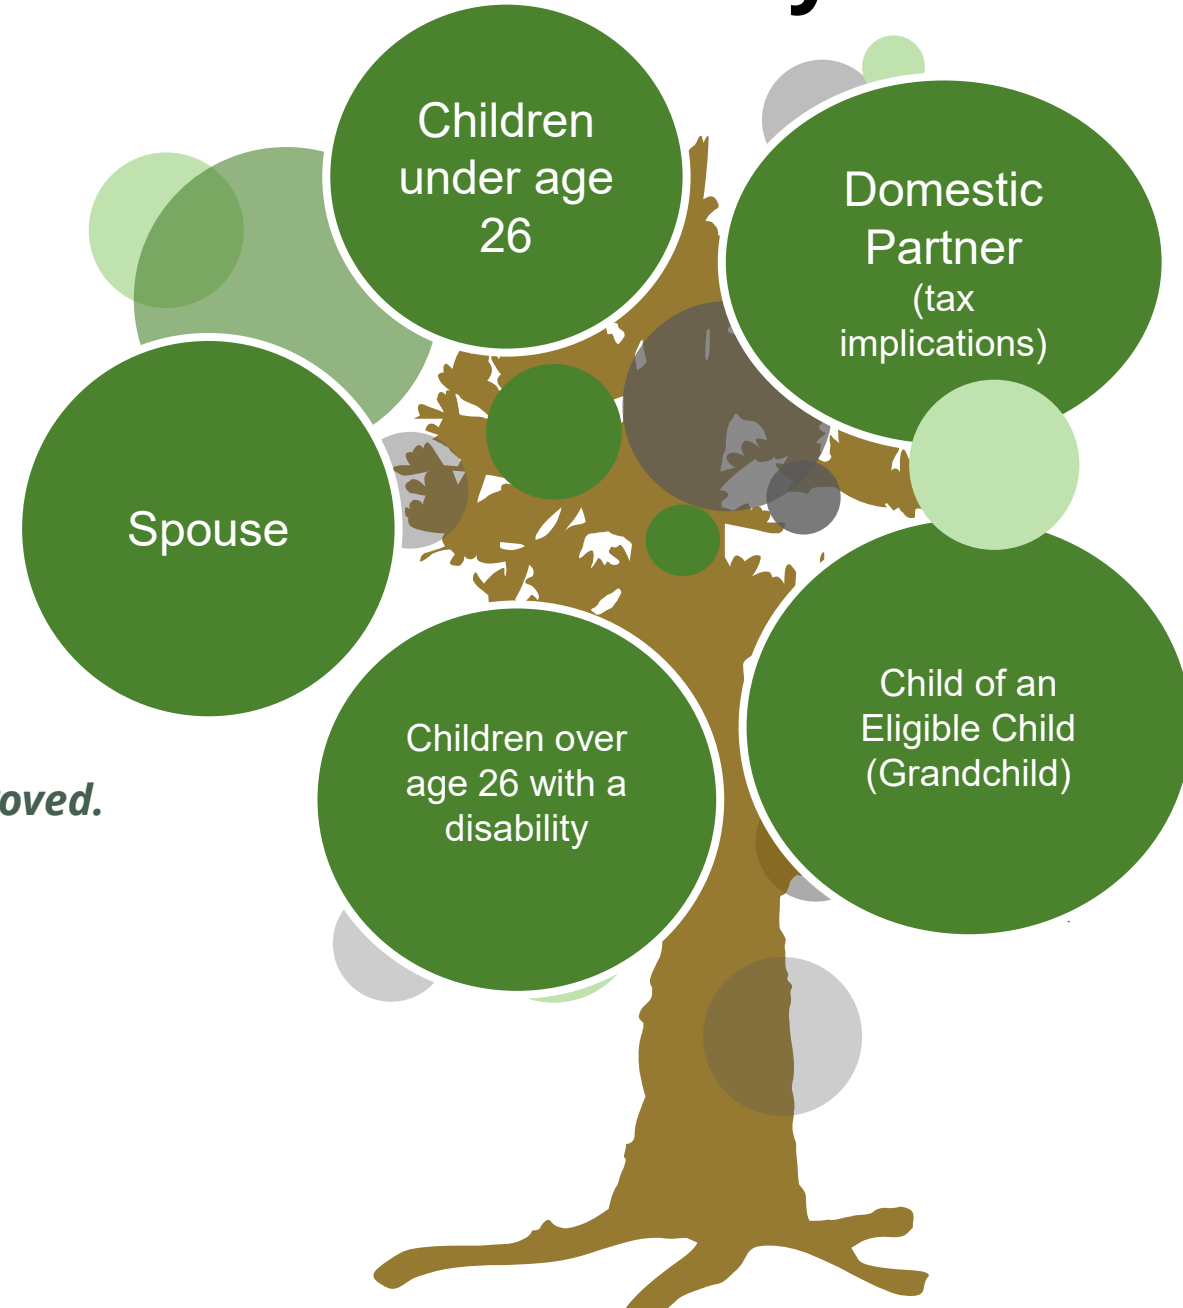 Children
under age
26
Domestic
Partner
(tax
implications)
Spouse
Child of an
Eligible Child
(Grandchild)
Children over
age 26 with a
disability
oved.